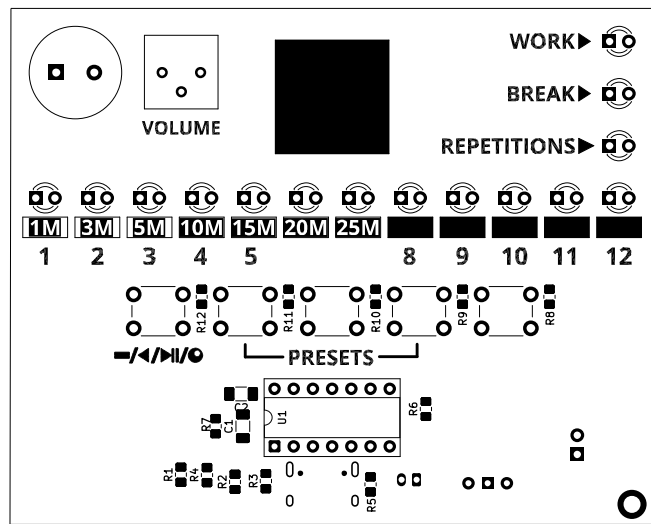 WORK▶
BREAK▶
VOLUME
REPETITIONS▶
1M 3M 5M 10M 15M 20M 25M
1 2 3 4 5 8 9 10 11 12
R12 R11 R10 R9 R8
PRESETS
C2
R7 C1 U1 R6
R1 R4 R2 R3 R5